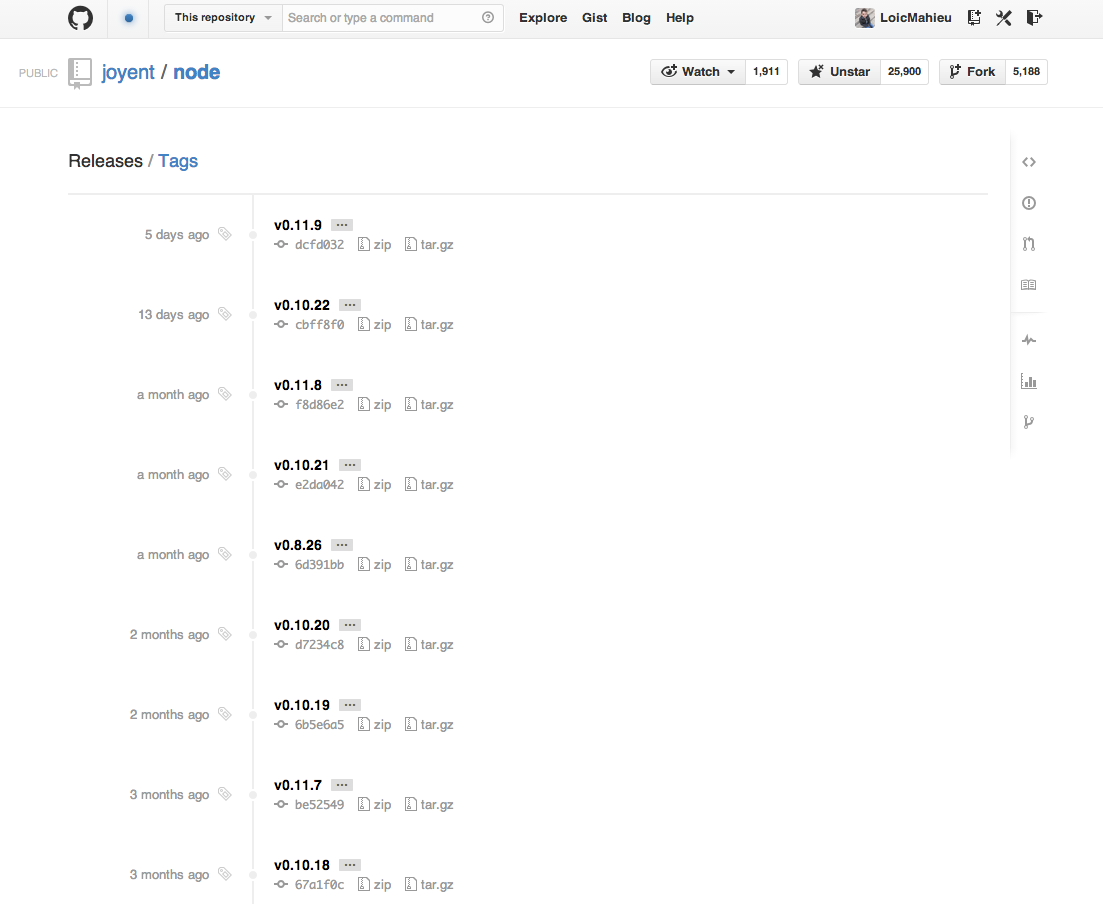 This repository Search or type a command Explore Gist Blog Help LoicMahieu
PUBLIC joyent / node Watch 1,911 Unstar 25,900 Fork 5,188
Releases / Tags
5 days ago v0.11.9 ...
dcfd032 zip tar.gz
13 days ago v0.10.22 ...
cbff8f0 zip tar.gz
a month ago v0.11.8 ...
f8d86e2 zip tar.gz
a month ago v0.10.21 ...
e2da042 zip tar.gz
a month ago v0.8.26 ...
6d391bb zip tar.gz
2 months ago v0.10.20 ...
d7234c8 zip tar.gz
2 months ago v0.10.19 ...
6b5e6a5 zip tar.gz
3 months ago v0.11.7 ...
be52549 zip tar.gz
3 months ago v0.10.18 ...
67a1f0c zip tar.gz